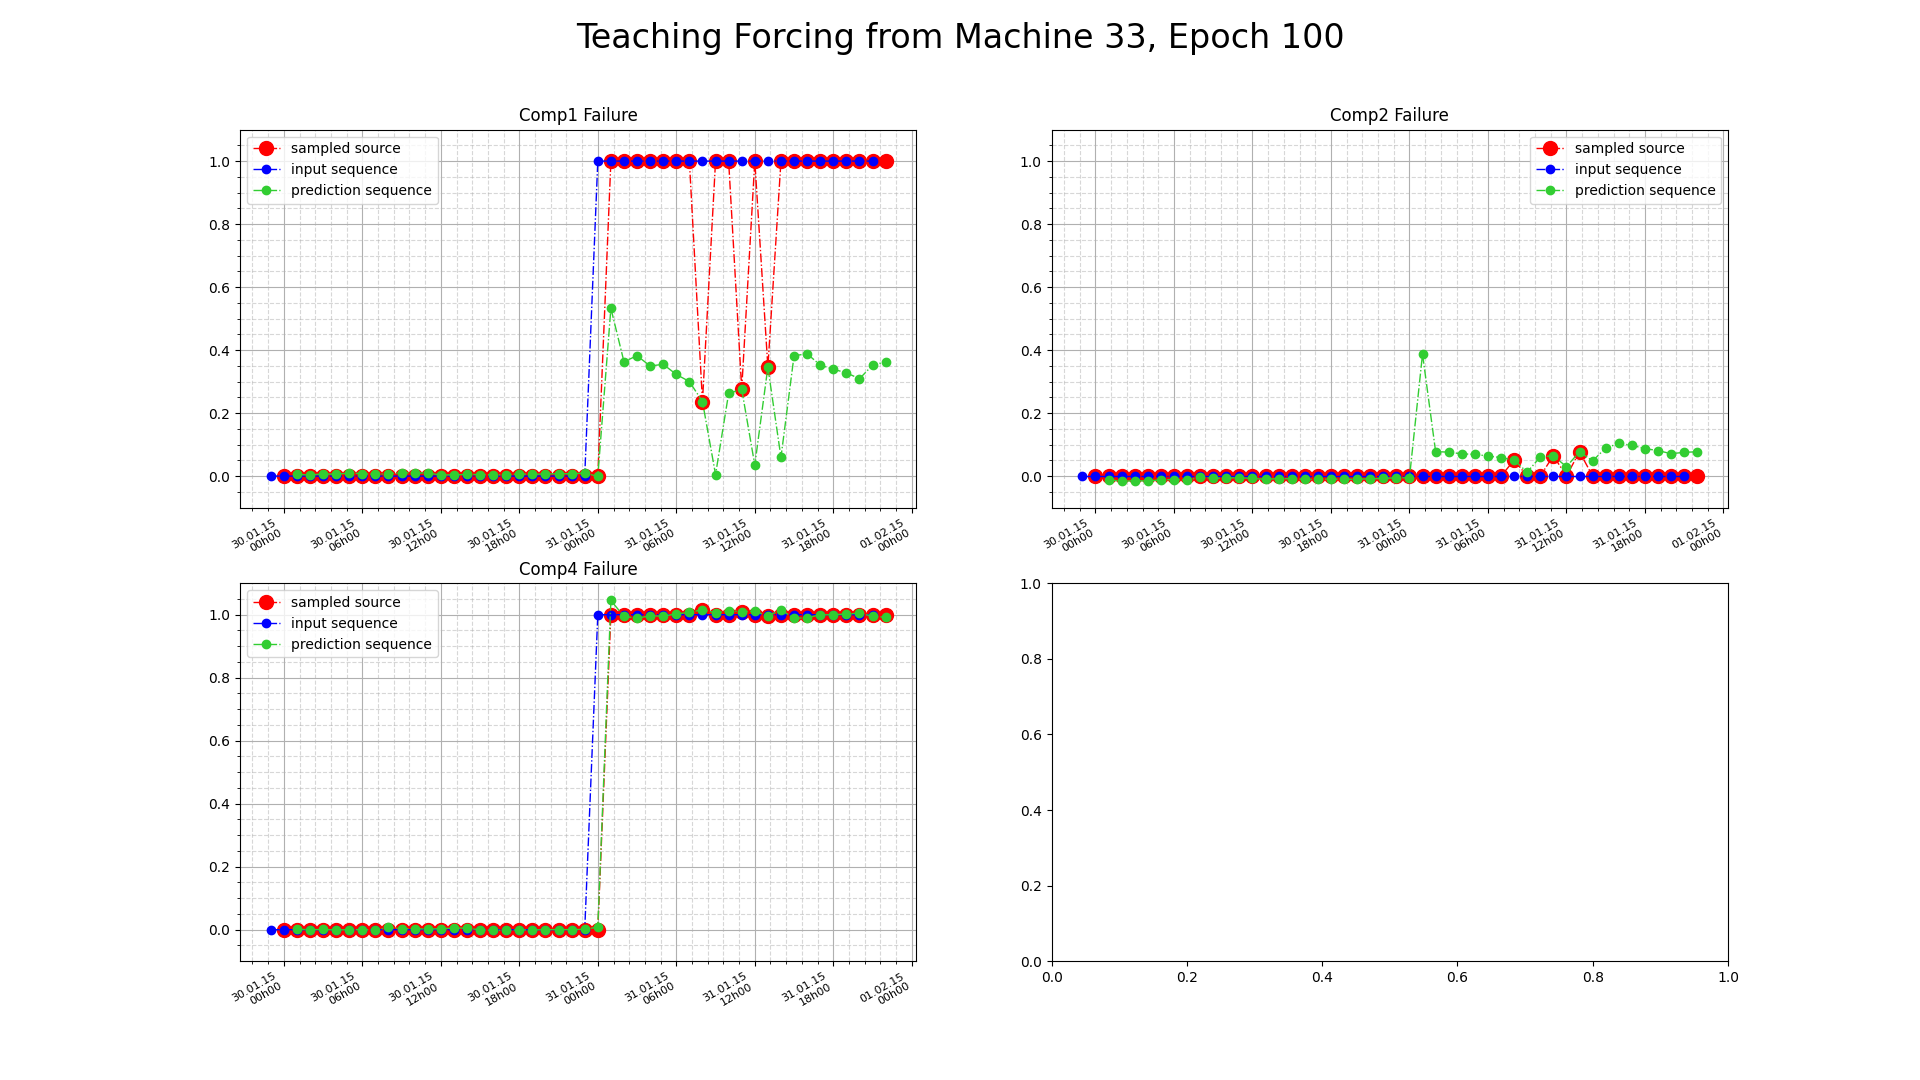 Teaching Forcing from Machine 33, Epoch 100
Comp1 Failure
sampled source
input sequence
prediction sequence
1.0
0.8
0.6
0.4
0.2
0.0
30.01.15
00h00
30.01.15
06h00
30.01.15
12h00
30.01.15
18h00
31.01.15
00h00
31.01.15
06h00
31.01.15
12h00
31.01.15
18h00
01.02.15
00h00
Comp2 Failure
sampled source
input sequence
prediction sequence
1.0
0.8
0.6
0.4
0.2
0.0
30.01.15
00h00
30.01.15
06h00
30.01.15
12h00
30.01.15
18h00
31.01.15
00h00
31.01.15
06h00
31.01.15
12h00
31.01.15
18h00
01.02.15
00h00
Comp4 Failure
sampled source
input sequence
prediction sequence
1.0
0.8
0.6
0.4
0.2
0.0
30.01.15
00h00
30.01.15
06h00
30.01.15
12h00
30.01.15
18h00
31.01.15
00h00
31.01.15
06h00
31.01.15
12h00
31.01.15
18h00
01.02.15
00h00
1.0
0.8
0.6
0.4
0.2
0.0
0.0 0.2 0.4 0.6 0.8 1.0